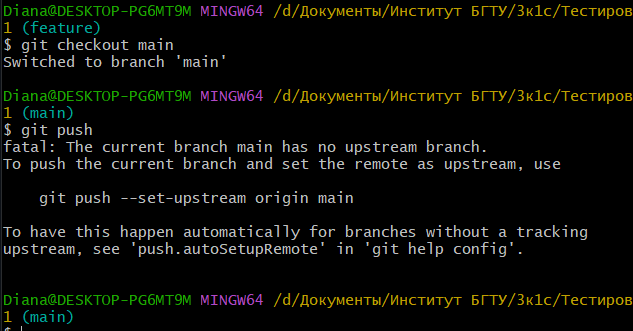 Diana@DESKTOP-PG6MT9M MINGW64 /d/Документы/Институт БГТУ/3к1с/Тестиров
1 (feature)
$ git checkout main
Switched to branch 'main'
Diana@DESKTOP-PG6MT9M MINGW64 /d/Документы/Институт БГТУ/3к1с/Тестиров
1 (main)
$ git push
fatal: The current branch main has no upstream branch.
To push the current branch and set the remote as upstream, use
git push --set-upstream origin main
To have this happen automatically for branches without a tracking
upstream, see 'push.autoSetupRemote' in 'git help config'.
Diana@DESKTOP-PG6MT9M MINGW64 /d/Документы/Институт БГТУ/3к1с/Тестиров
1 (main)
$